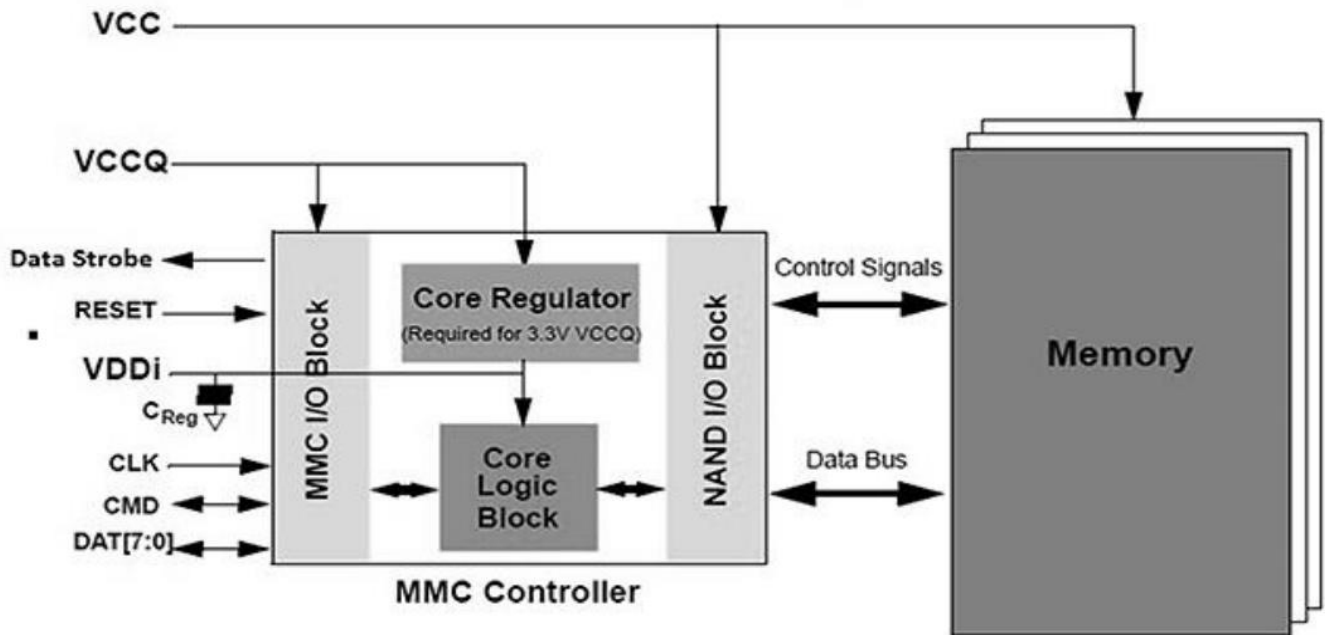 VCC
VCCQ
Data Strobe
RESET
VDDi
C Reg
CLK
CMD
DAT[7:0]
MMC I/O Block
Core Regulator
(Required for 3.3V VCCQ)
Core
Logic
Block
NAND I/O Block
MMC Controller
Control Signals
Data Bus
Memory